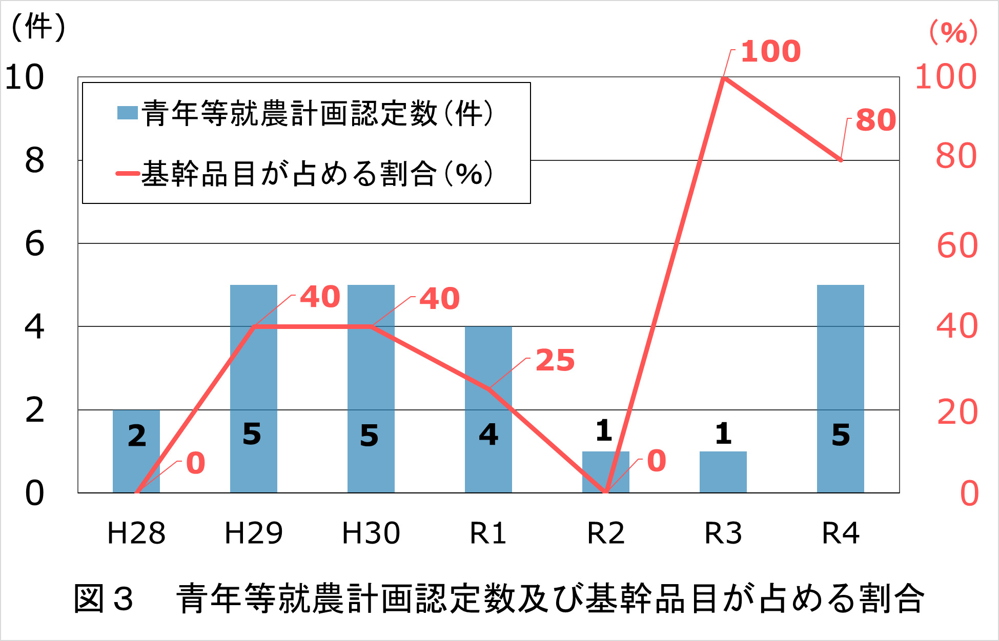 (件)
(%)
10
8
6
4
2
0
100
80
60
40
20
0
青年等就農計画認定数(件)
基幹品目が占める割合(%)
2
5
5
4
1
1
5
0
40
40
25
0
100
80
H28
H29
H30
R1
R2
R3
R4
図3 青年等就農計画認定数及び基幹品目が占める割合